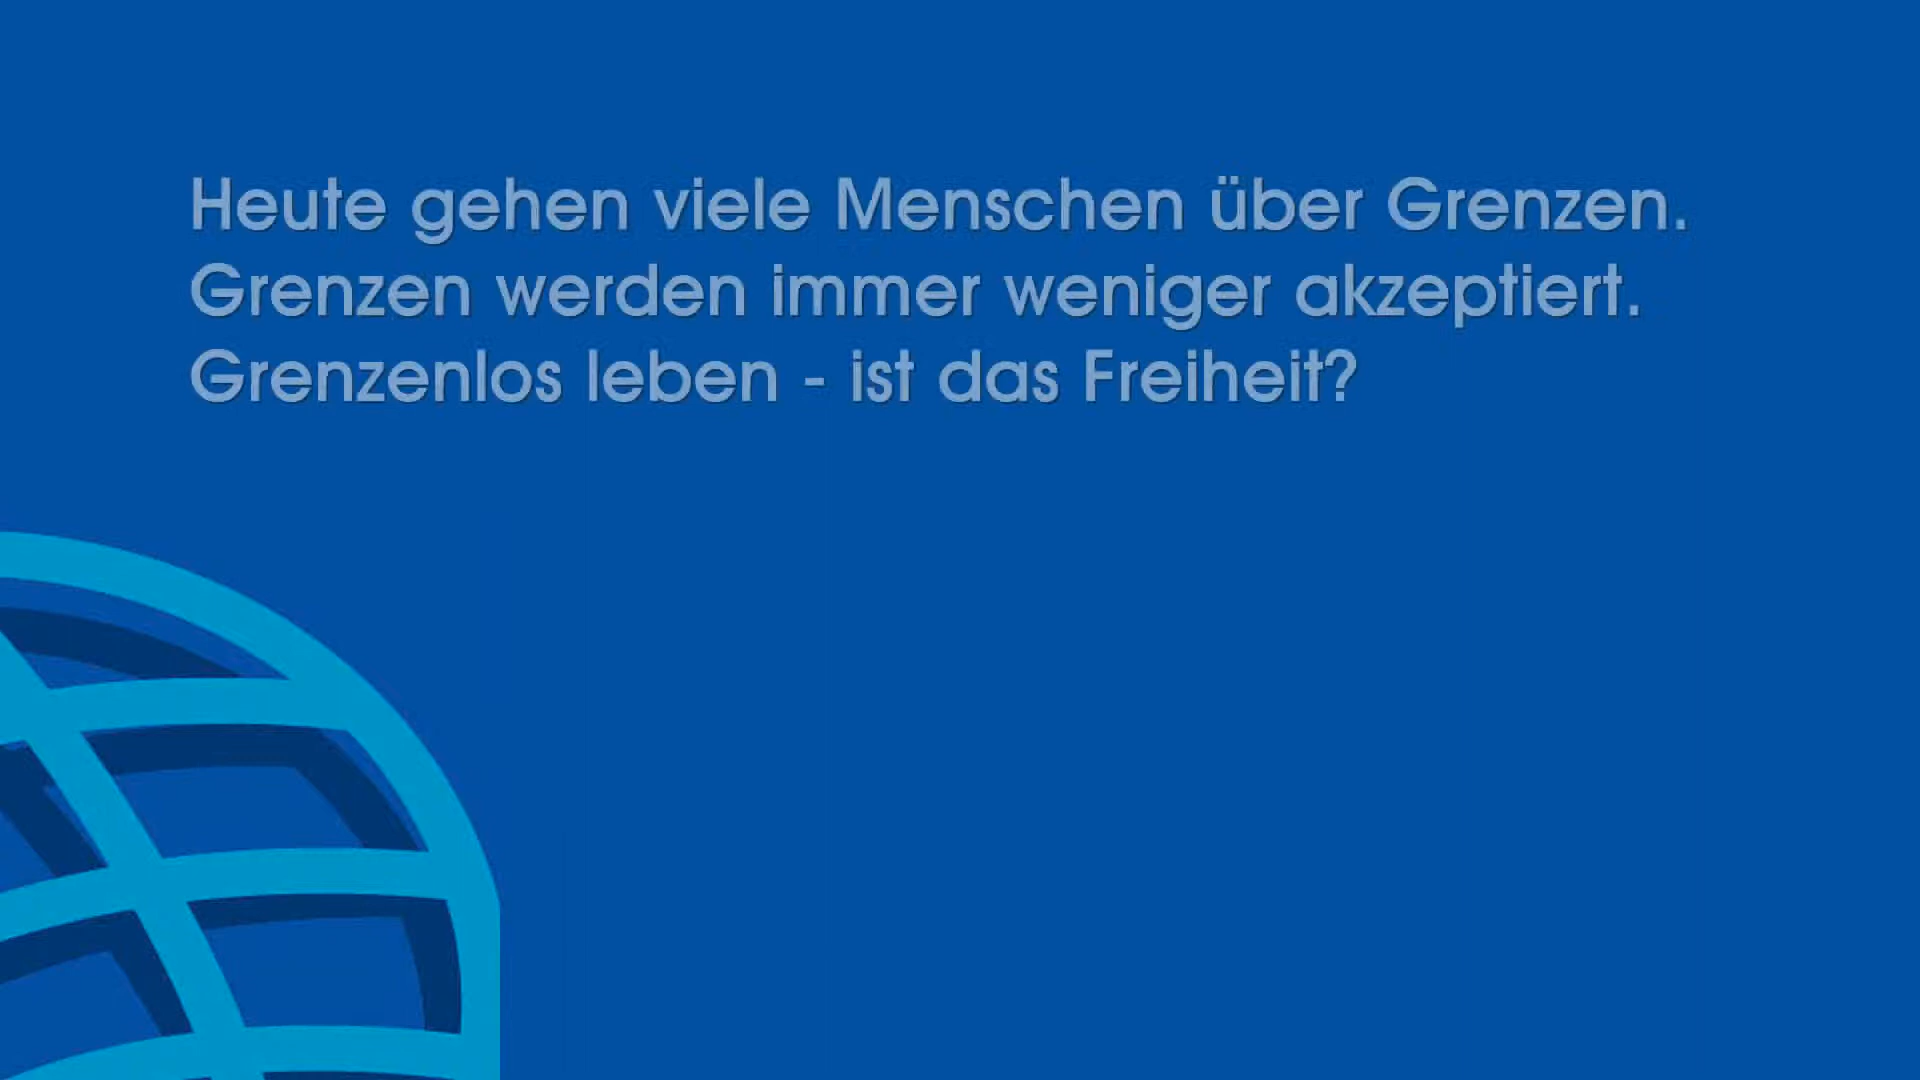 Heute gehen viele Menschen über Grenzen.
Grenzen werden immer weniger akzeptiert.
Grenzenlos leben - ist das Freiheit?